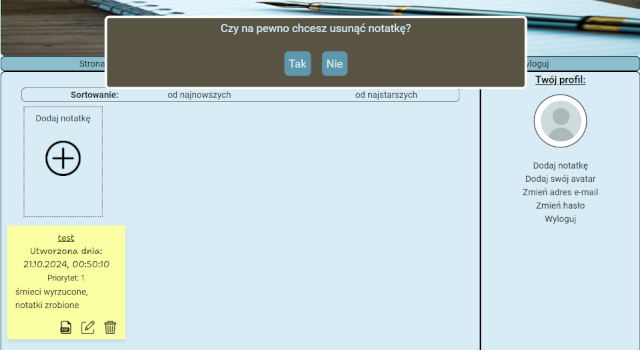 Czy na pewno chcesz usunąć notatkę?
Tak Nie
Strona
yloguj
Sortowanie: od najnowszych od najstarszych
Dodaj notatkę
test
Utworzona dnia:
21.10.2024, 00:50:10
Priorytet: 1
śmieci wyrzucone,
notatki zrobione
PDF
Twój profil:
Dodaj notatkę
Dodaj swój avatar
Zmień adres e-mail
Zmień hasło
Wyloguj